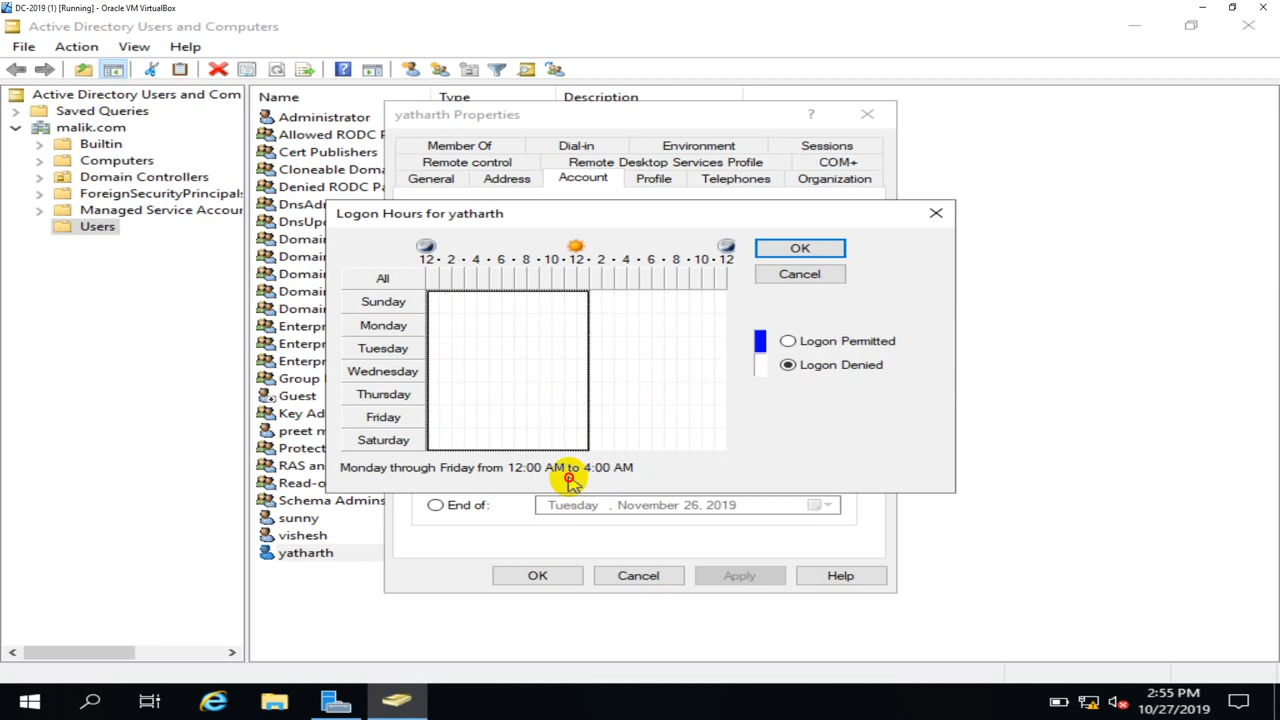 DC-2019 (1) [Running] - Oracle VM VirtualBox
Active Directory Users and Computers
File Action View Help
Active Directory Users and Com
Saved Queries
malik.com
Builtin
Computers
Domain Controllers
ForeignSecurityPrincipals
Managed Service Accour
Users
Name Type Description
Administrator
Allowed RODC F
Cert Publishers
Cloneable Doma
Denied RODC Pa
DnsAd
DnsUp
Domai
Domai
Domai
Domai
Domai
Enterp
Enterp
Enterp
Group
Guest
Key Ad
preet m
Protect
RAS an
Read-o
Schema Admins
sunny
vishesh
yatharth
yatharth Properties ?
Member Of Dial-in Environment Sessions
Remote control Remote Desktop Services Profile COM+
General Address Account Profile Telephones Organization
Logon Hours for yatharth
12 · 2 · 4 · 6 · 8 · 10 · 12 · 2 · 4 · 6 · 8 · 10 · 12
All
Sunday
Monday
Tuesday
Wednesday
Thursday
Friday
Saturday
OK
Cancel
Logon Permitted
Logon Denied
Monday through Friday from 12:00 AM to 4:00 AM
End of: Tuesday , November 26, 2019
OK Cancel Apply Help
2:55 PM
10/27/2019